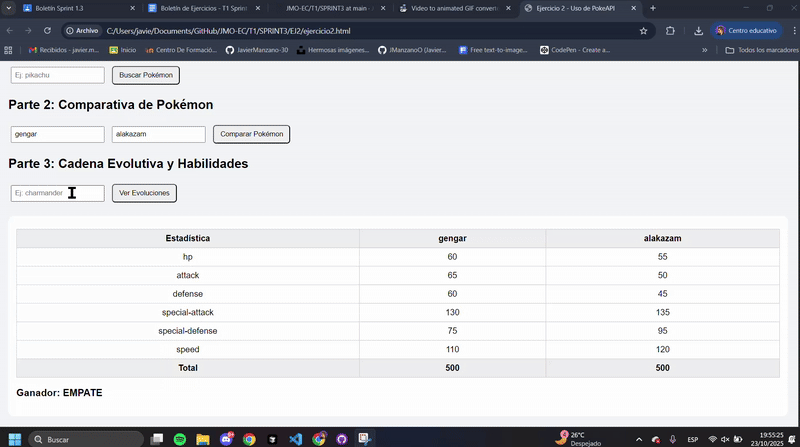 Boletín Sprint 1.3
Boletín de Ejercicios - T1 Sprin
JMO-EC/T1/SPRINT3 at main ·
Video to animated GIF convert
Ejercicio 2 - Uso de PokeAPI
Archivo
C:/Users/javie/Documents/GitHub/JMO-EC/T1/SPRINT3/EJ2/ejercicio2.html
Centro educativo
Recibidos - javier.m...
Inicio
Centro De Formació...
JavierManzano-30
Hermosas imágenes...
JManzanoO (Javier...
Free text-to-image...
CodePen - Create a...
Todos los marcadores
Ej: pikachu
Buscar Pokémon
Parte 2: Comparativa de Pokémon
gengar
alakazam
Comparar Pokémon
Parte 3: Cadena Evolutiva y Habilidades
Ej: charmander
Ver Evoluciones
Estadística gengar alakazam
hp 60 55
attack 65 50
defense 60 45
special-attack 130 135
special-defense 75 95
speed 110 120
Total 500 500
Ganador: EMPATE
Buscar
26°C
Despejado
ESP
19:55:25
23/10/2025